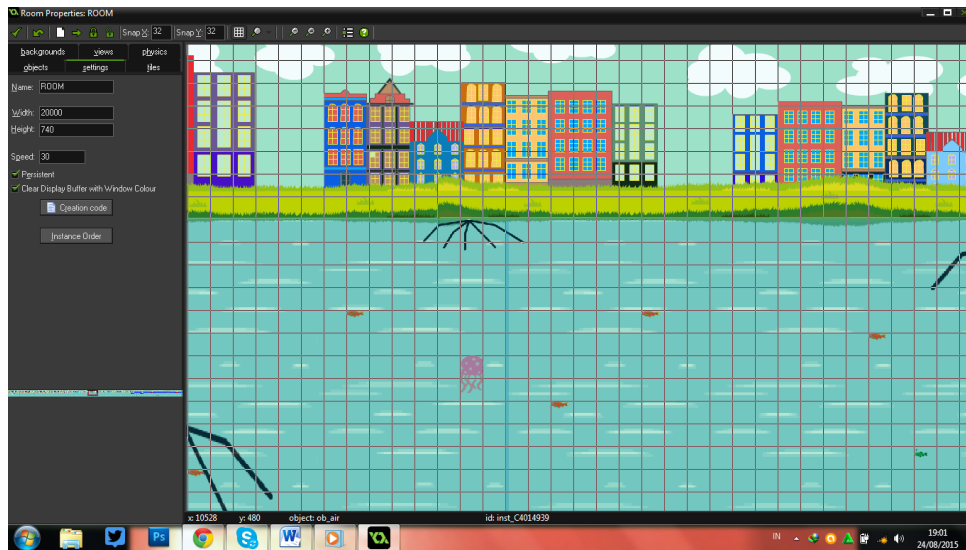 Room Properties: ROOM
Snap X: 32 Snap Y: 32
backgrounds views physics
objects settings tiles
Name: ROOM
Width: 20000
Height: 740
Speed: 30
Persistent
Clear Display Buffer with Window Colour
Creation code
Instance Order
x: 10528 y: 480 object: ob_air id: inst_C4014939
Ps
IN
19:01
24/08/2015